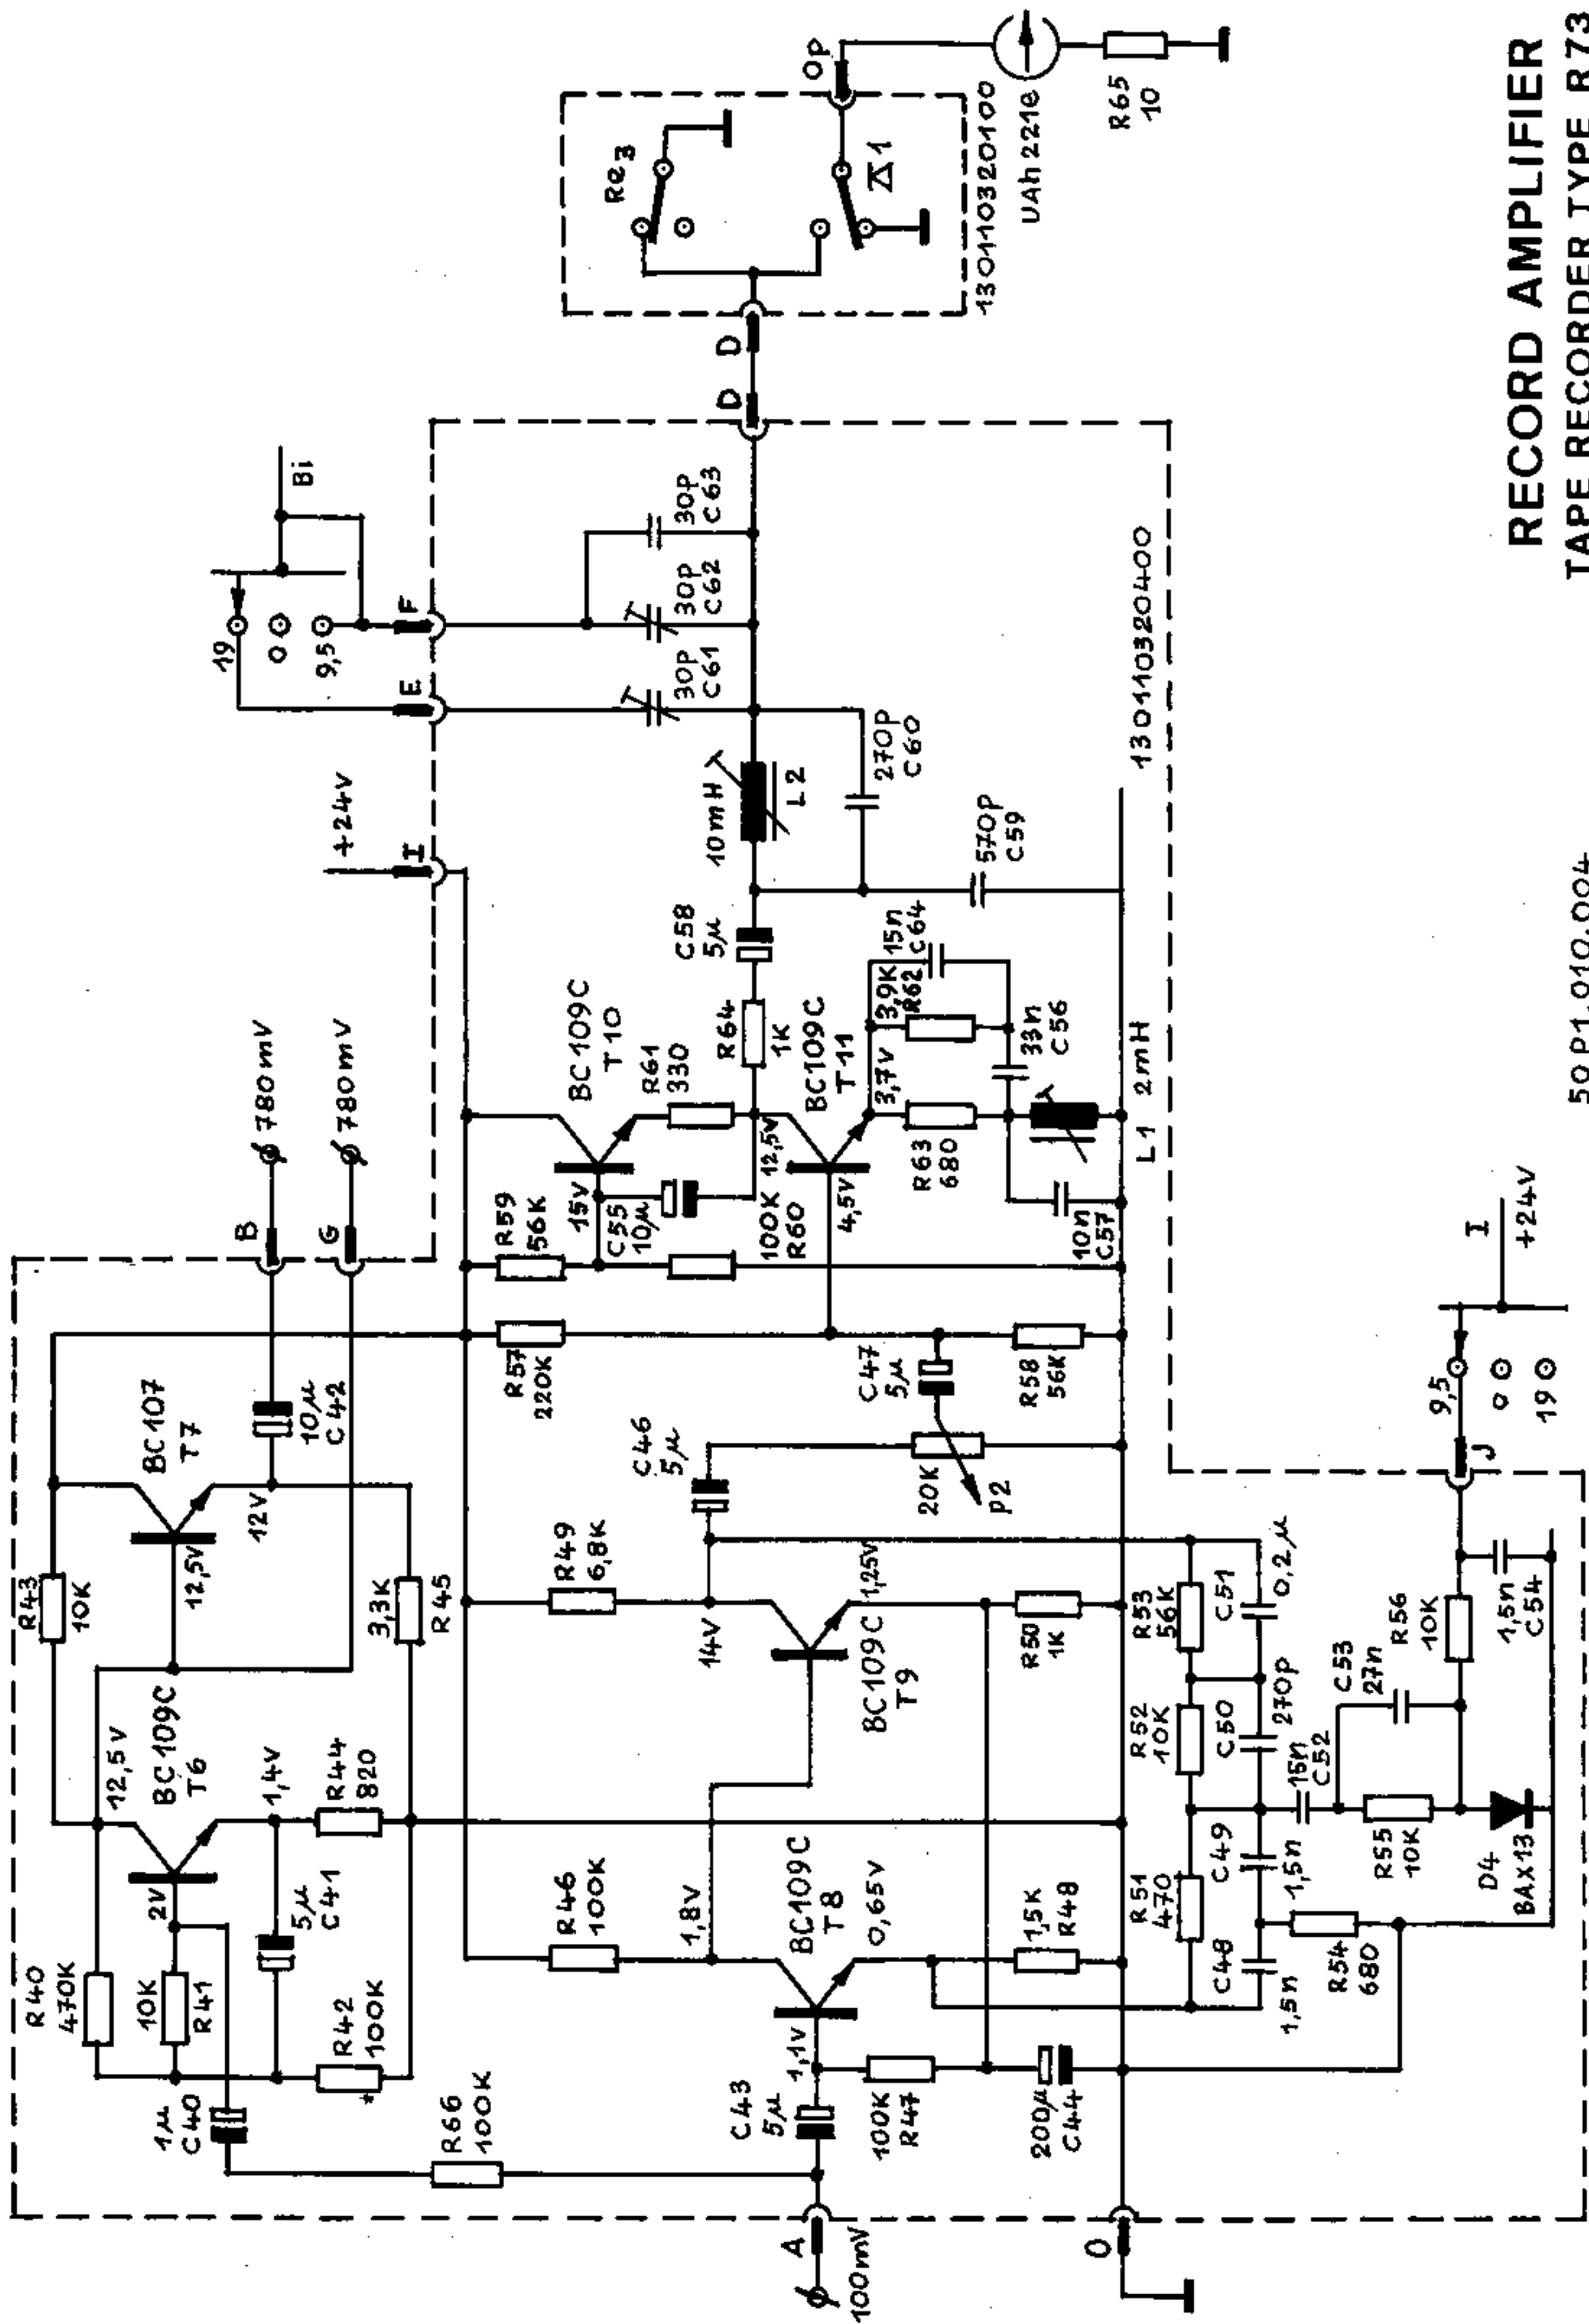 R43
10K
R40
470K
12,5V
BC109C
T6
2V
1,4V
R44
820
10K
R41
5µ
C41
R42
100K
*
1µ
C40
R66
100K
BC107
T7
12,5V
12V
3,3K
R45
10µ
C42
B
780mV
G
780mV
+24V
I
19
0
9,5
Bi
E
F
R46
100K
1,8V
BC109C
T8
0,65V
1,1V
C43
5µ
100K
R47
200µ
C44
1,5K
R48
A
100mV
O
R49
6,8K
14V
BC109C
T9
1,25V
R50
1K
C46
5µ
20K
P2
C47
5µ
R57
220K
R58
56K
R59
56K
15V
C55
10µ
100K
R60
BC109C
T10
R61
330
12,5V
R64
1K
C58
5µ
BC109C
T11
4,5V
3,7V
3,9K
R62
15n
C64
R63
680
33n
C56
10n
C57
L1 2mH
10mH
L2
270P
C60
570P
C59
30P
C61
30P
C62
30P
C63
D
D
Re3
1
Op
130110320100
UAh 221e
R65
10
130110320400
R51
470
R52
10K
R53
56K
C48
1,5n
C49
1,5n
C50
270p
C51
0,2µ
R54
680
15n
C52
R55
10K
C53
27n
R56
10K
1,5n
C54
D4
BAX13
J
9,5
0
19
I
+24V
50P1.010.004
RECORD AMPLIFIER
TAPE RECORDER TYPE R73